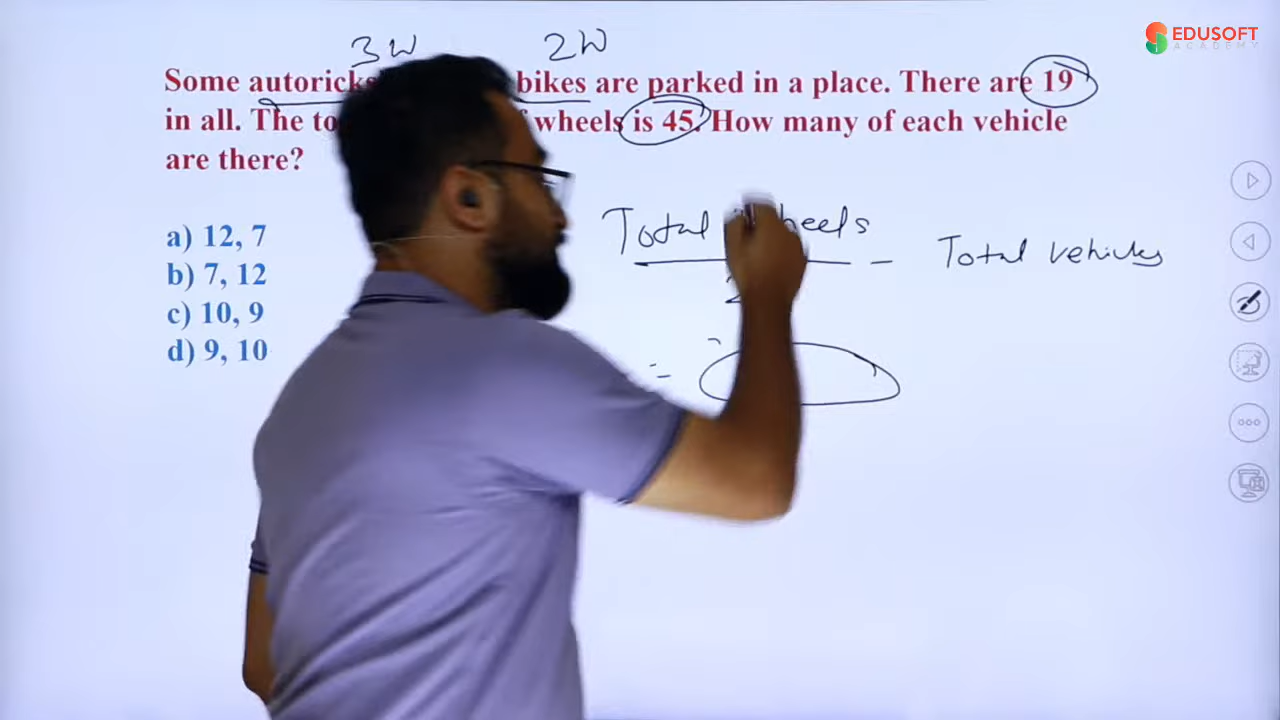 EDUSOFT
ACADEMY
3W 2W
Some autoricks bikes are parked in a place. There are 19
in all. The to f wheels is 45. How many of each vehicle
are there?
a) 12, 7
b) 7, 12
c) 10, 9
d) 9, 10
Total heels — Total vehicles
2
=